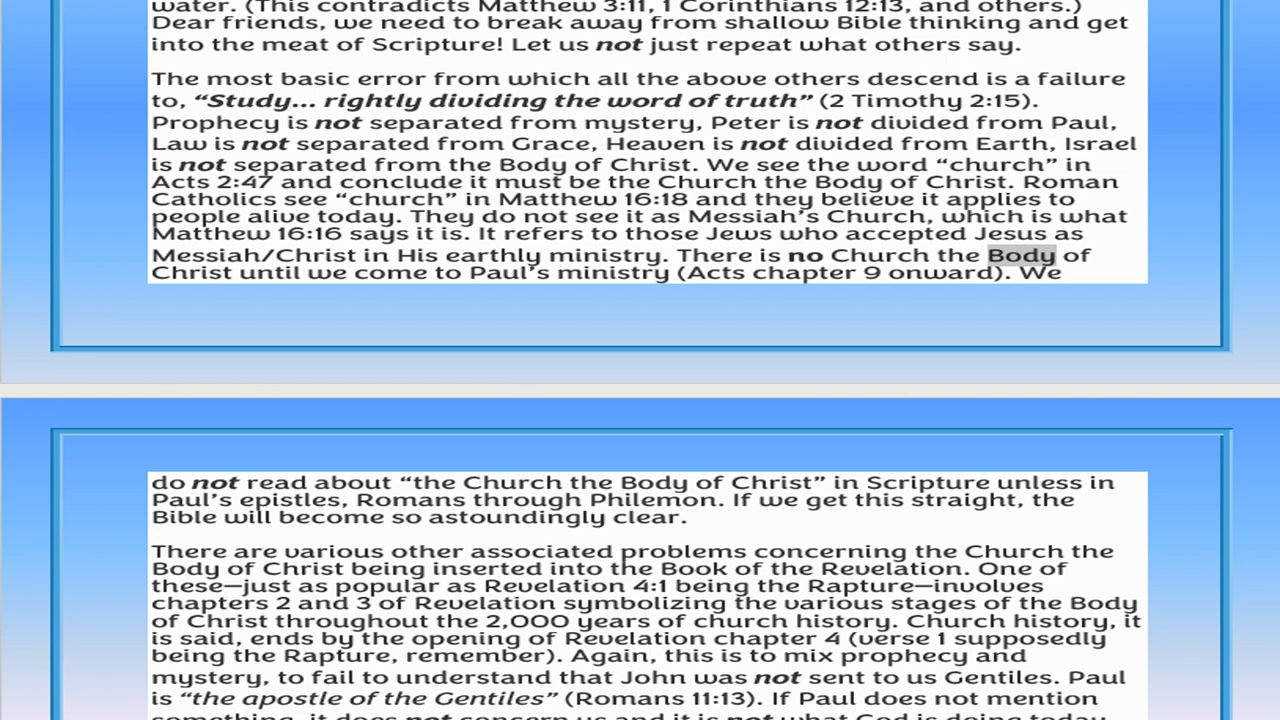 water. (This contradicts Matthew 3:11, 1 Corinthians 12:13, and others.)
Dear friends, we need to break away from shallow Bible thinking and get
into the meat of Scripture! Let us not just repeat what others say.
The most basic error from which all the above others descend is a failure
to, “Study... rightly dividing the word of truth” (2 Timothy 2:15).
Prophecy is not separated from mystery, Peter is not divided from Paul,
Law is not separated from Grace, Heaven is not divided from Earth, Israel
is not separated from the Body of Christ. We see the word “church” in
Acts 2:47 and conclude it must be the Church the Body of Christ. Roman
Catholics see “church” in Matthew 16:18 and they believe it applies to
people alive today. They do not see it as Messiah’s Church, which is what
Matthew 16:16 says it is. It refers to those Jews who accepted Jesus as
Messiah/Christ in His earthly ministry. There is no Church the Body of
Christ until we come to Paul’s ministry (Acts chapter 9 onward). We
do not read about “the Church the Body of Christ” in Scripture unless in
Paul’s epistles, Romans through Philemon. If we get this straight, the
Bible will become so astoundingly clear.
There are various other associated problems concerning the Church the
Body of Christ being inserted into the Book of the Revelation. One of
these—just as popular as Revelation 4:1 being the Rapture—involves
chapters 2 and 3 of Revelation symbolizing the various stages of the Body
of Christ throughout the 2,000 years of church history. Church history, it
is said, ends by the opening of Revelation chapter 4 (verse 1 supposedly
being the Rapture, remember). Again, this is to mix prophecy and
mystery, to fail to understand that John was not sent to us Gentiles. Paul
is “the apostle of the Gentiles” (Romans 11:13). If Paul does not mention
something, it does not concern us and it is not what God is doing today